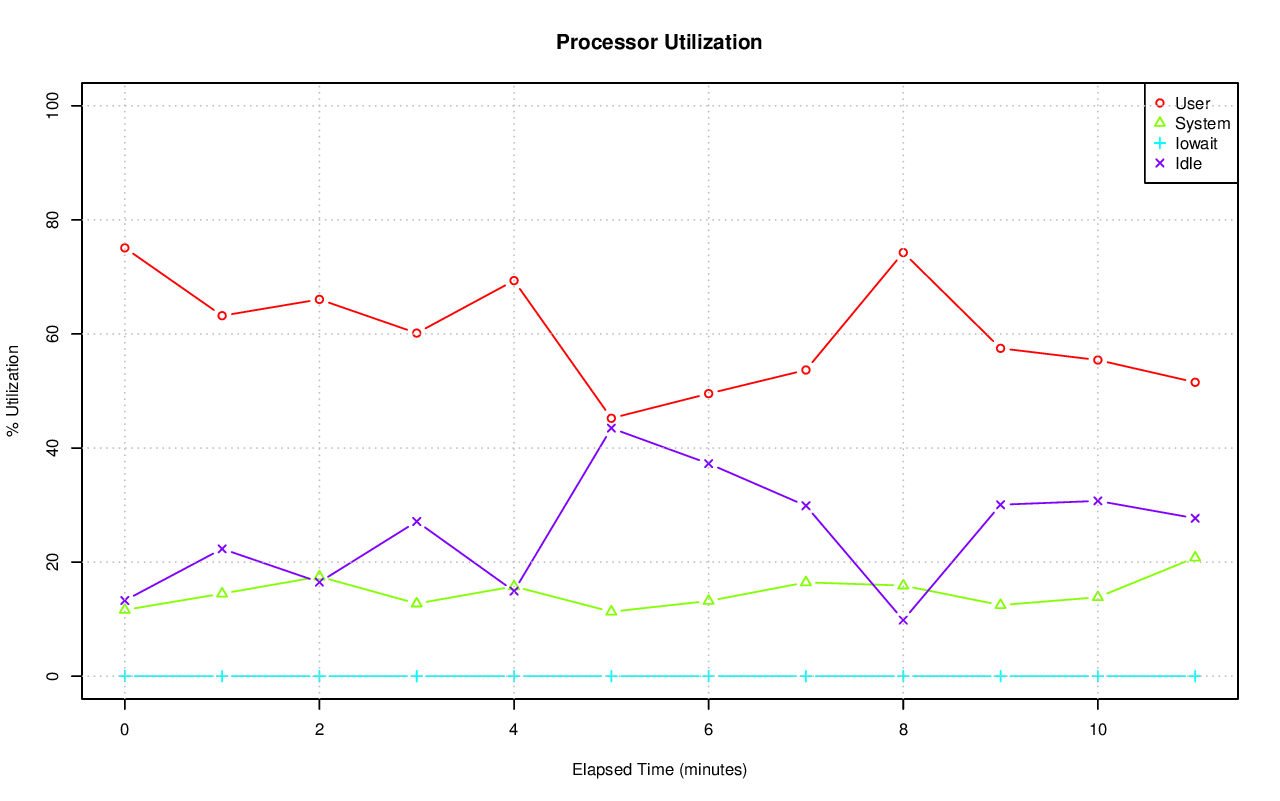 Processor Utilization
% Utilization
100
80
60
40
20
0
User
System
Iowait
Idle
0 2 4 6 8 10
Elapsed Time (minutes)